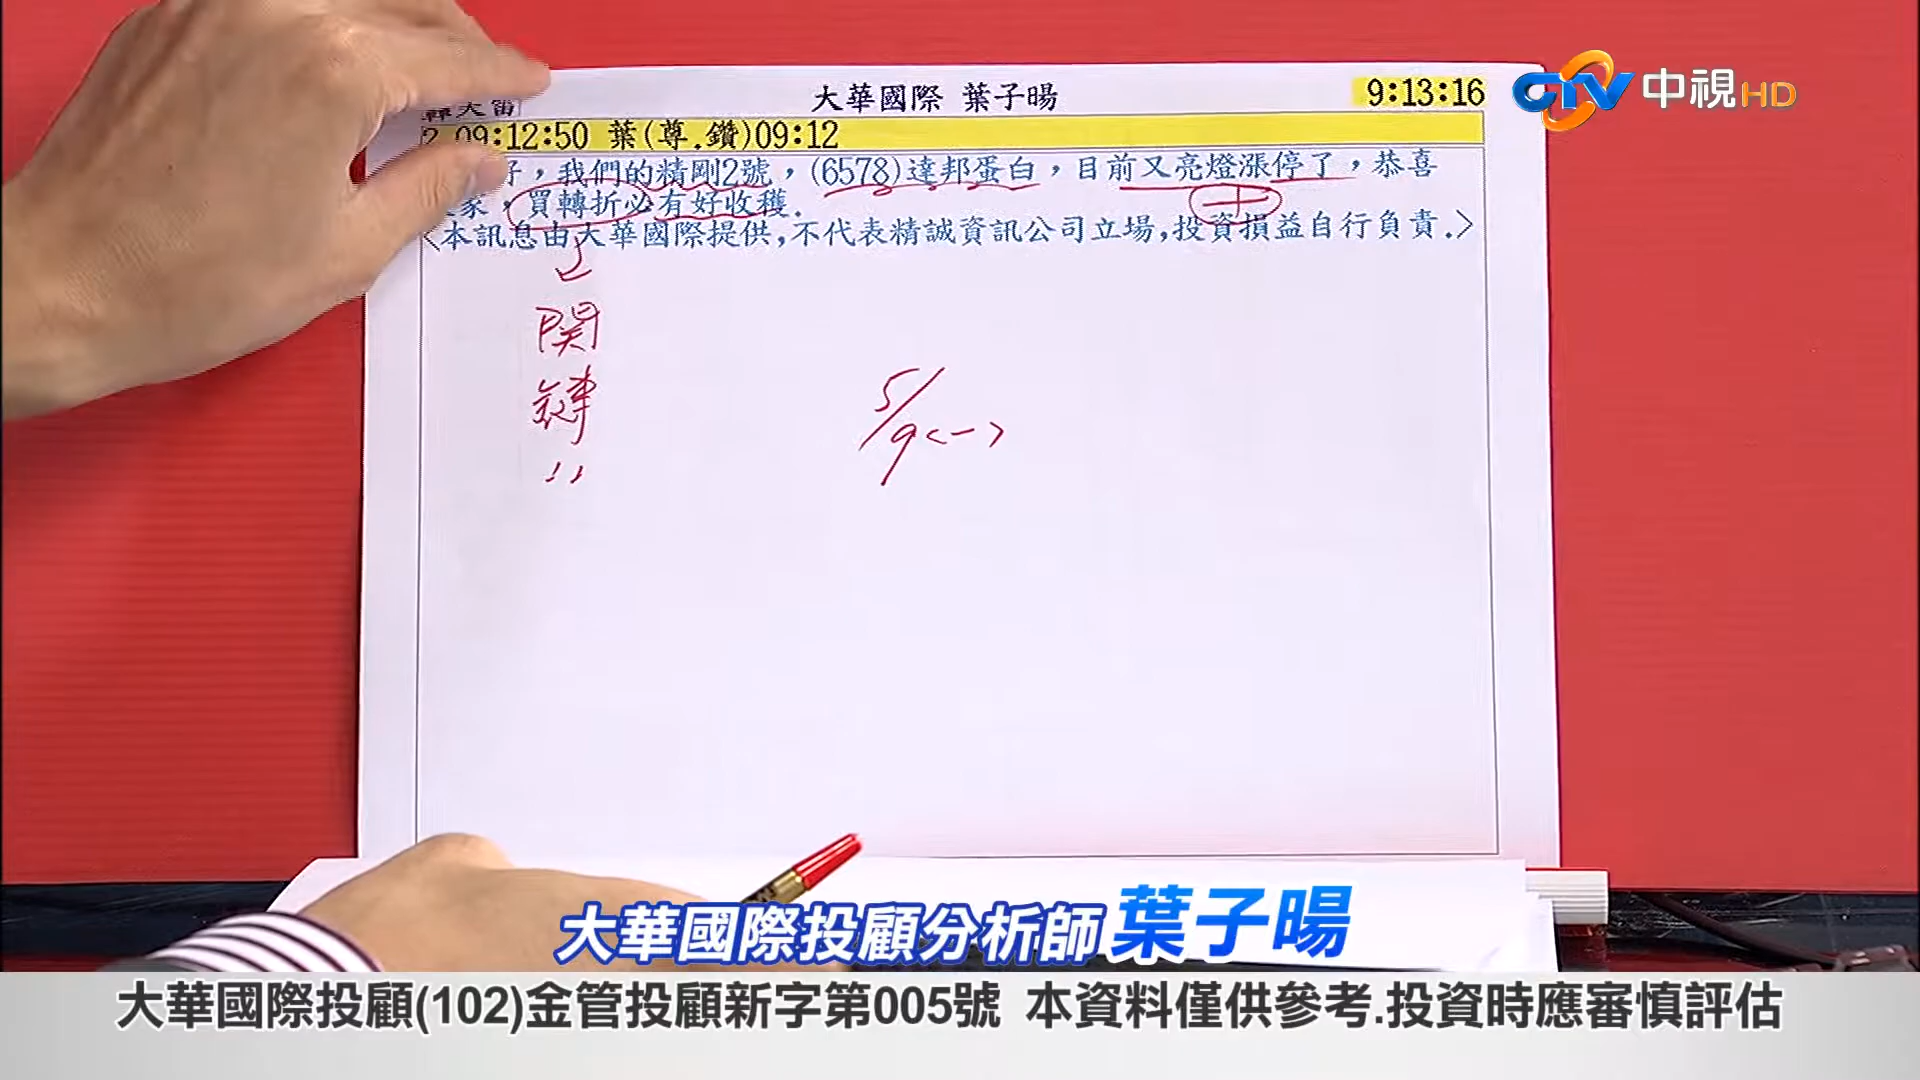 大華國際 葉子暘
9:13:16
中視HD
09:12:50 葉(尊.鑽)09:12
好，我們的精剛2號，(6578)達邦蛋白，目前又亮燈漲停了，恭喜
家，買轉折必有好收穫.
<本訊息由大華國際提供,不代表精誠資訊公司立場,投資損益自行負責.>
関
鍵
5/9<一>
大華國際投顧分析師葉子暘
大華國際投顧(102)金管投顧新字第005號 本資料僅供參考.投資時應審慎評估